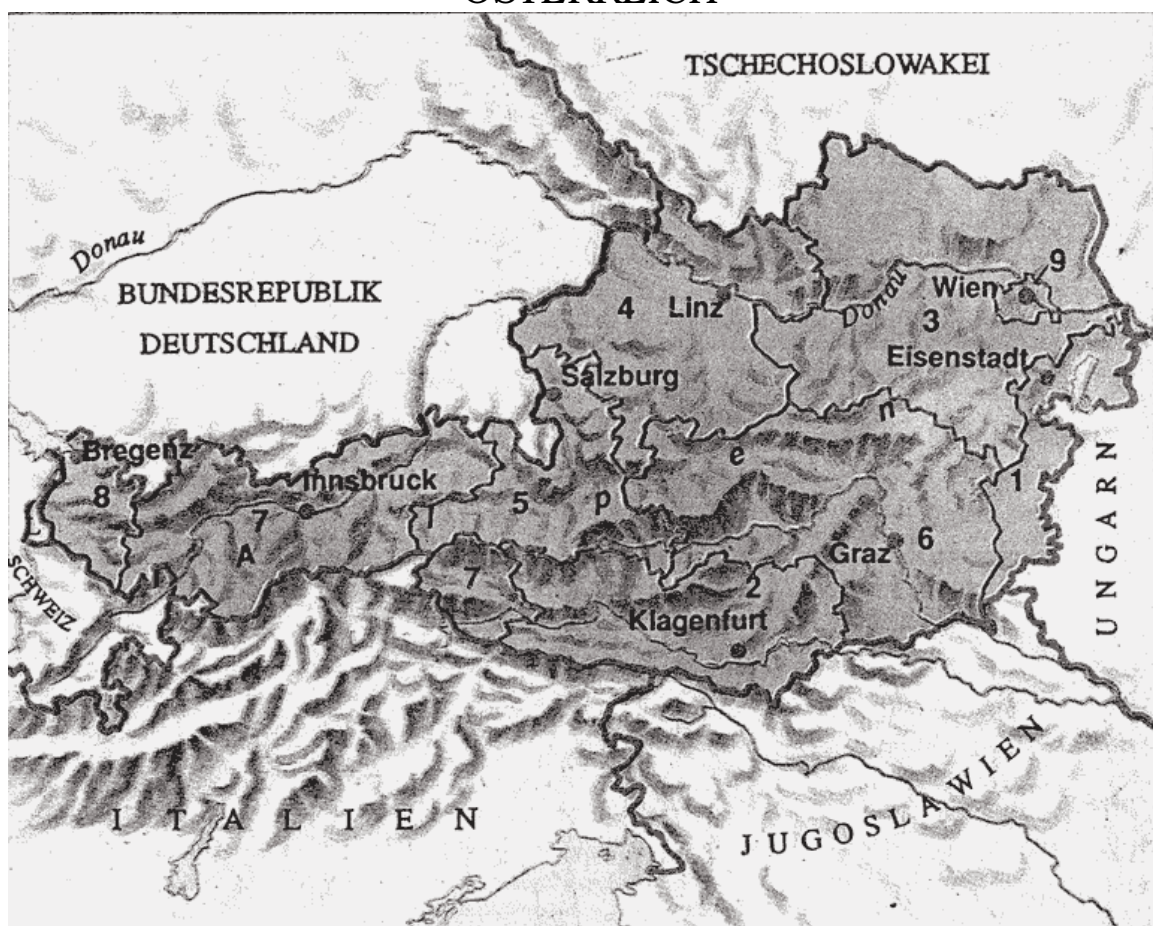 ÖSTERREICH
TSCHECHOSLOWAKEI
Donau
BUNDESREPUBLIK
DEUTSCHLAND
9
Wien
4
Linz
Donau
3
Eisenstadt
Salzburg
n
Bregenz
e
8
Innsbruck
1
5
p
7
l
6
A
Graz
UNGARN
SCHWEIZ
7
2
Klagenfurt
ITALIEN
JUGOSLAWIEN